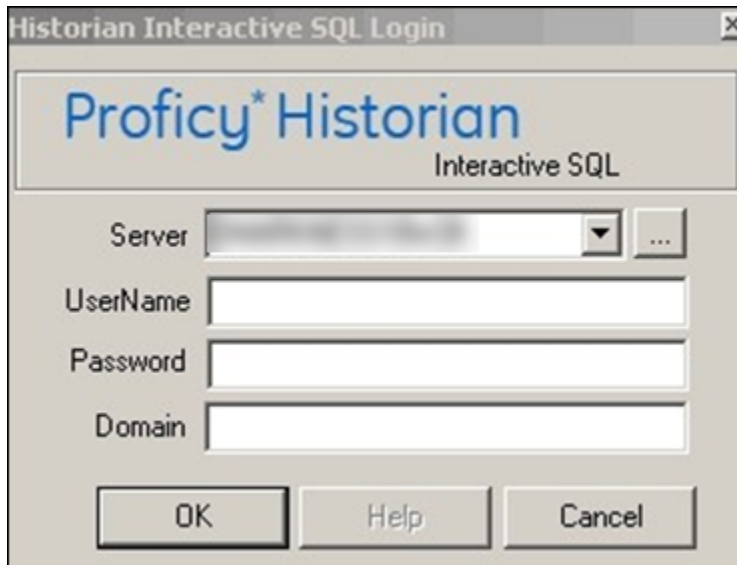 Historian Interactive SQL Login
Proficy* Historian
Interactive SQL
Server
...
UserName
Password
Domain
OK Help Cancel